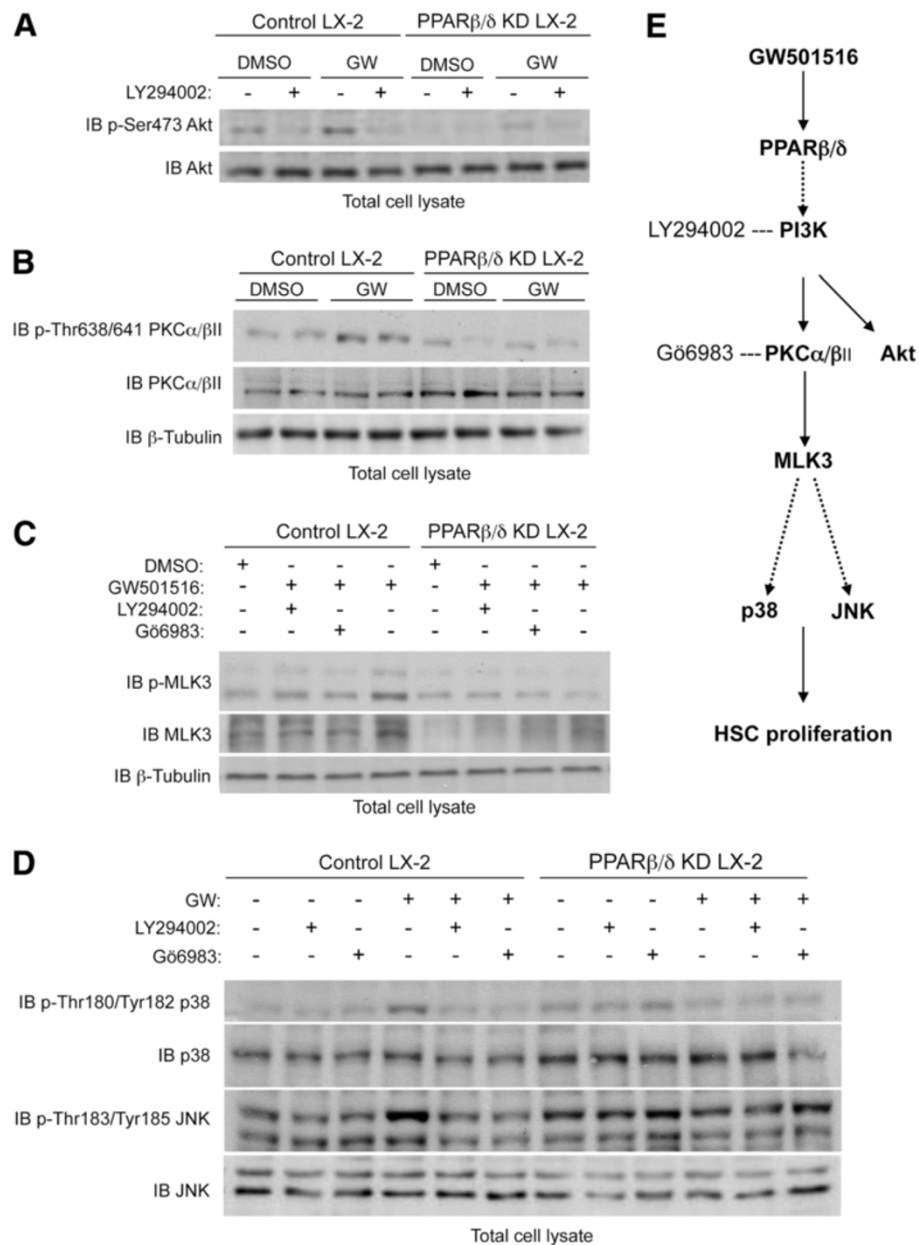 A
Control LX-2 PPARβ/δ KD LX-2
DMSO GW DMSO GW
LY294002: - + - + - + - +
IB p-Ser473 Akt
IB Akt
Total cell lysate
B
Control LX-2 PPARβ/δ KD LX-2
DMSO GW DMSO GW
IB p-Thr638/641 PKCα/βII
IB PKCα/βII
IB β-Tubulin
Total cell lysate
C
Control LX-2 PPARβ/δ KD LX-2
DMSO: + - - - + - - -
GW501516: - + + + - + + +
LY294002: - + - - - + - -
Gö6983: - - + - - - + -
IB p-MLK3
IB MLK3
IB β-Tubulin
Total cell lysate
D
Control LX-2 PPARβ/δ KD LX-2
GW: - - - + + + - - - + + +
LY294002: - + - - + - - + - - + -
Gö6983: - - + - - + - - + - - +
IB p-Thr180/Tyr182 p38
IB p38
IB p-Thr183/Tyr185 JNK
IB JNK
Total cell lysate
E
GW501516
PPARβ/δ
LY294002 --- PI3K
Gö6983 --- PKCα/βII Akt
MLK3
p38 JNK
HSC proliferation